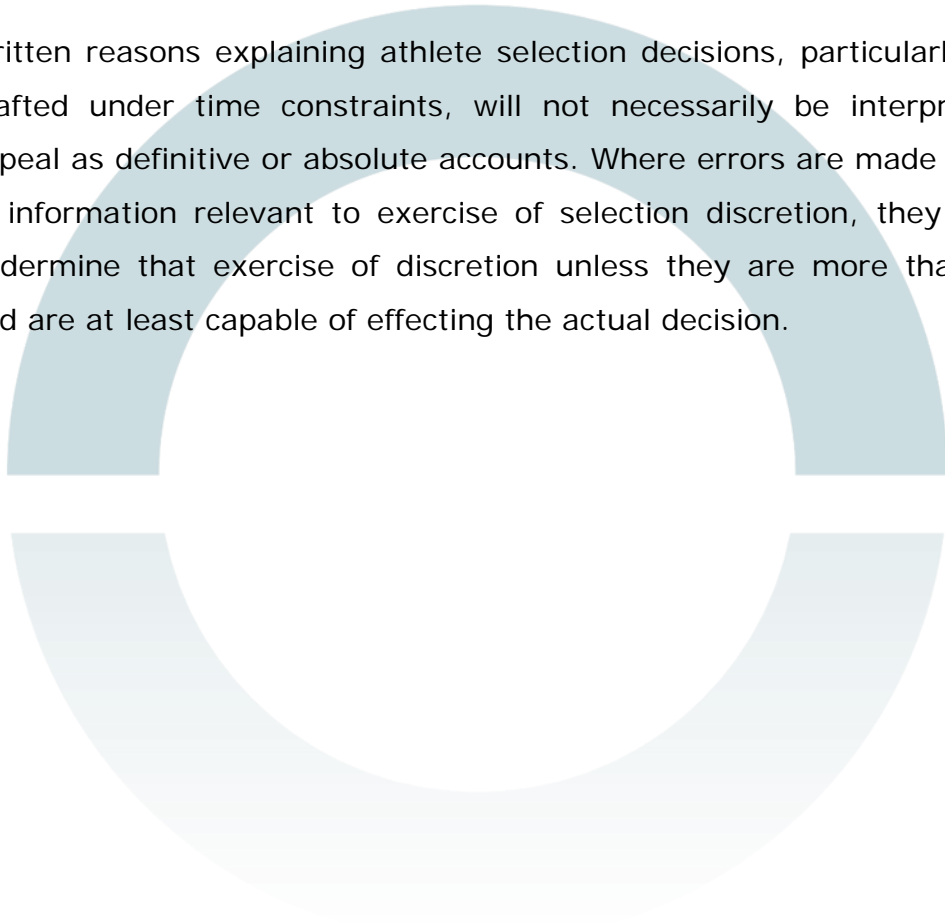 ritten reasons explaining athlete selection decisions, particularl
afted under time constraints, will not necessarily be interpr
peal as definitive or absolute accounts. Where errors are made
information relevant to exercise of selection discretion, they
dermine that exercise of discretion unless they are more tha
d are at least capable of effecting the actual decision.